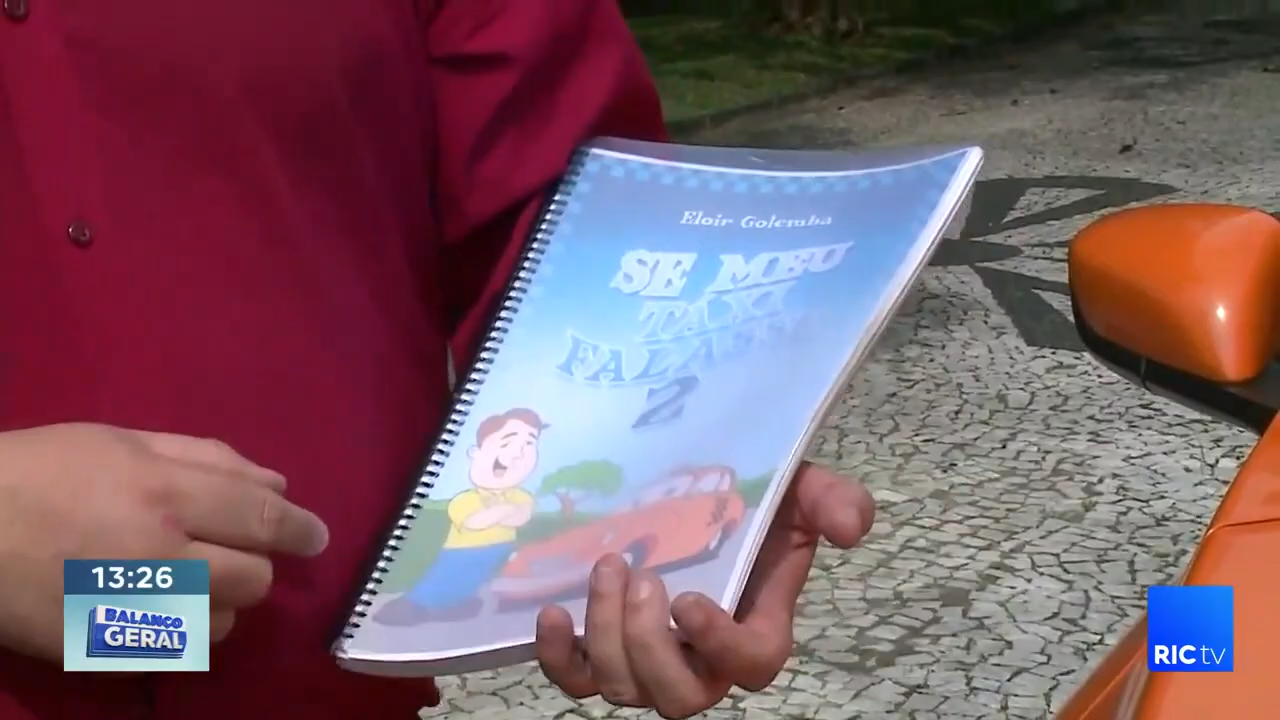 Eloir Golemba
SE MEU
TAXI
FALASSE
2
13:26
BALANÇO
GERAL
RIC tv